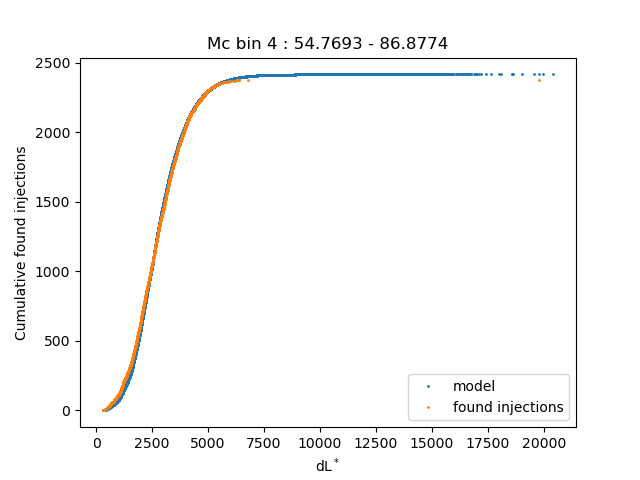 Mc bin 4 : 54.7693 - 86.8774
Cumulative found injections
2500
2000
1500
1000
500
0
0 2500 5000 7500 10000 12500 15000 17500 20000
dL*
model
found injections